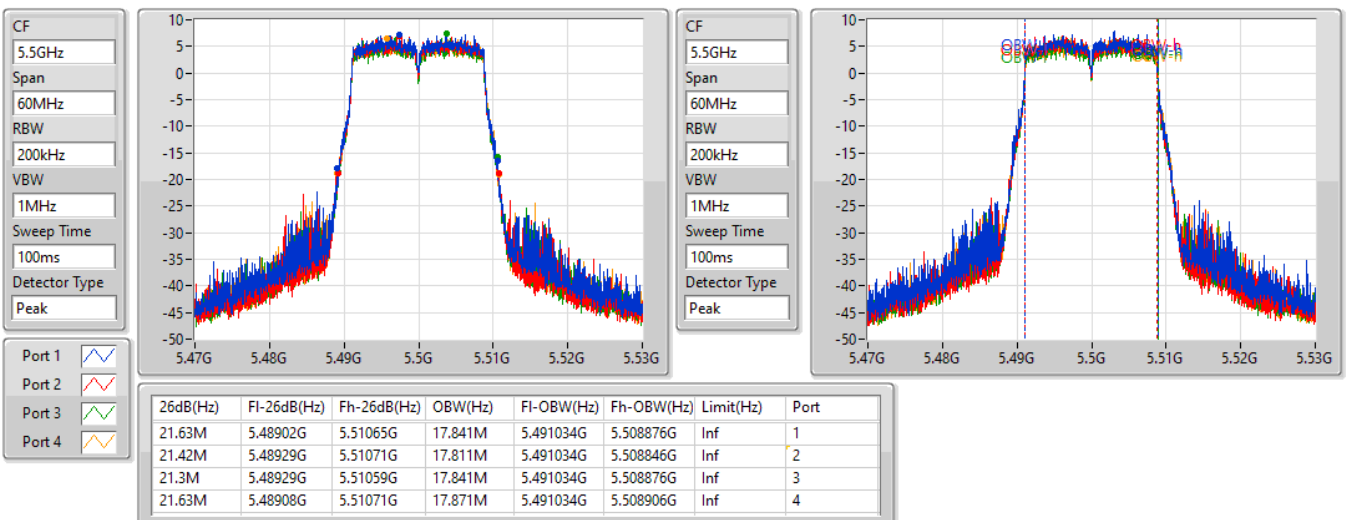 CF
5.5GHz
Span
60MHz
RBW
200kHz
VBW
1MHz
Sweep Time
100ms
Detector Type
Peak
10
5
0
-5
-10
-15
-20
-25
-30
-35
-40
-45
-50
5.47G 5.48G 5.49G 5.5G 5.51G 5.52G 5.53G
CF
5.5GHz
Span
60MHz
RBW
200kHz
VBW
1MHz
Sweep Time
100ms
Detector Type
Peak
10
5
0
-5
-10
-15
-20
-25
-30
-35
-40
-45
-50
5.47G 5.48G 5.49G 5.5G 5.51G 5.52G 5.53G
Port 1
Port 2
Port 3
Port 4
26dB(Hz) Fl-26dB(Hz) Fh-26dB(Hz) OBW(Hz) Fl-OBW(Hz) Fh-OBW(Hz) Limit(Hz) Port
21.63M 5.48902G 5.51065G 17.841M 5.491034G 5.508876G Inf 1
21.42M 5.48929G 5.51071G 17.811M 5.491034G 5.508846G Inf 2
21.3M 5.48929G 5.51059G 17.841M 5.491034G 5.508876G Inf 3
21.63M 5.48908G 5.51071G 17.871M 5.491034G 5.508906G Inf 4